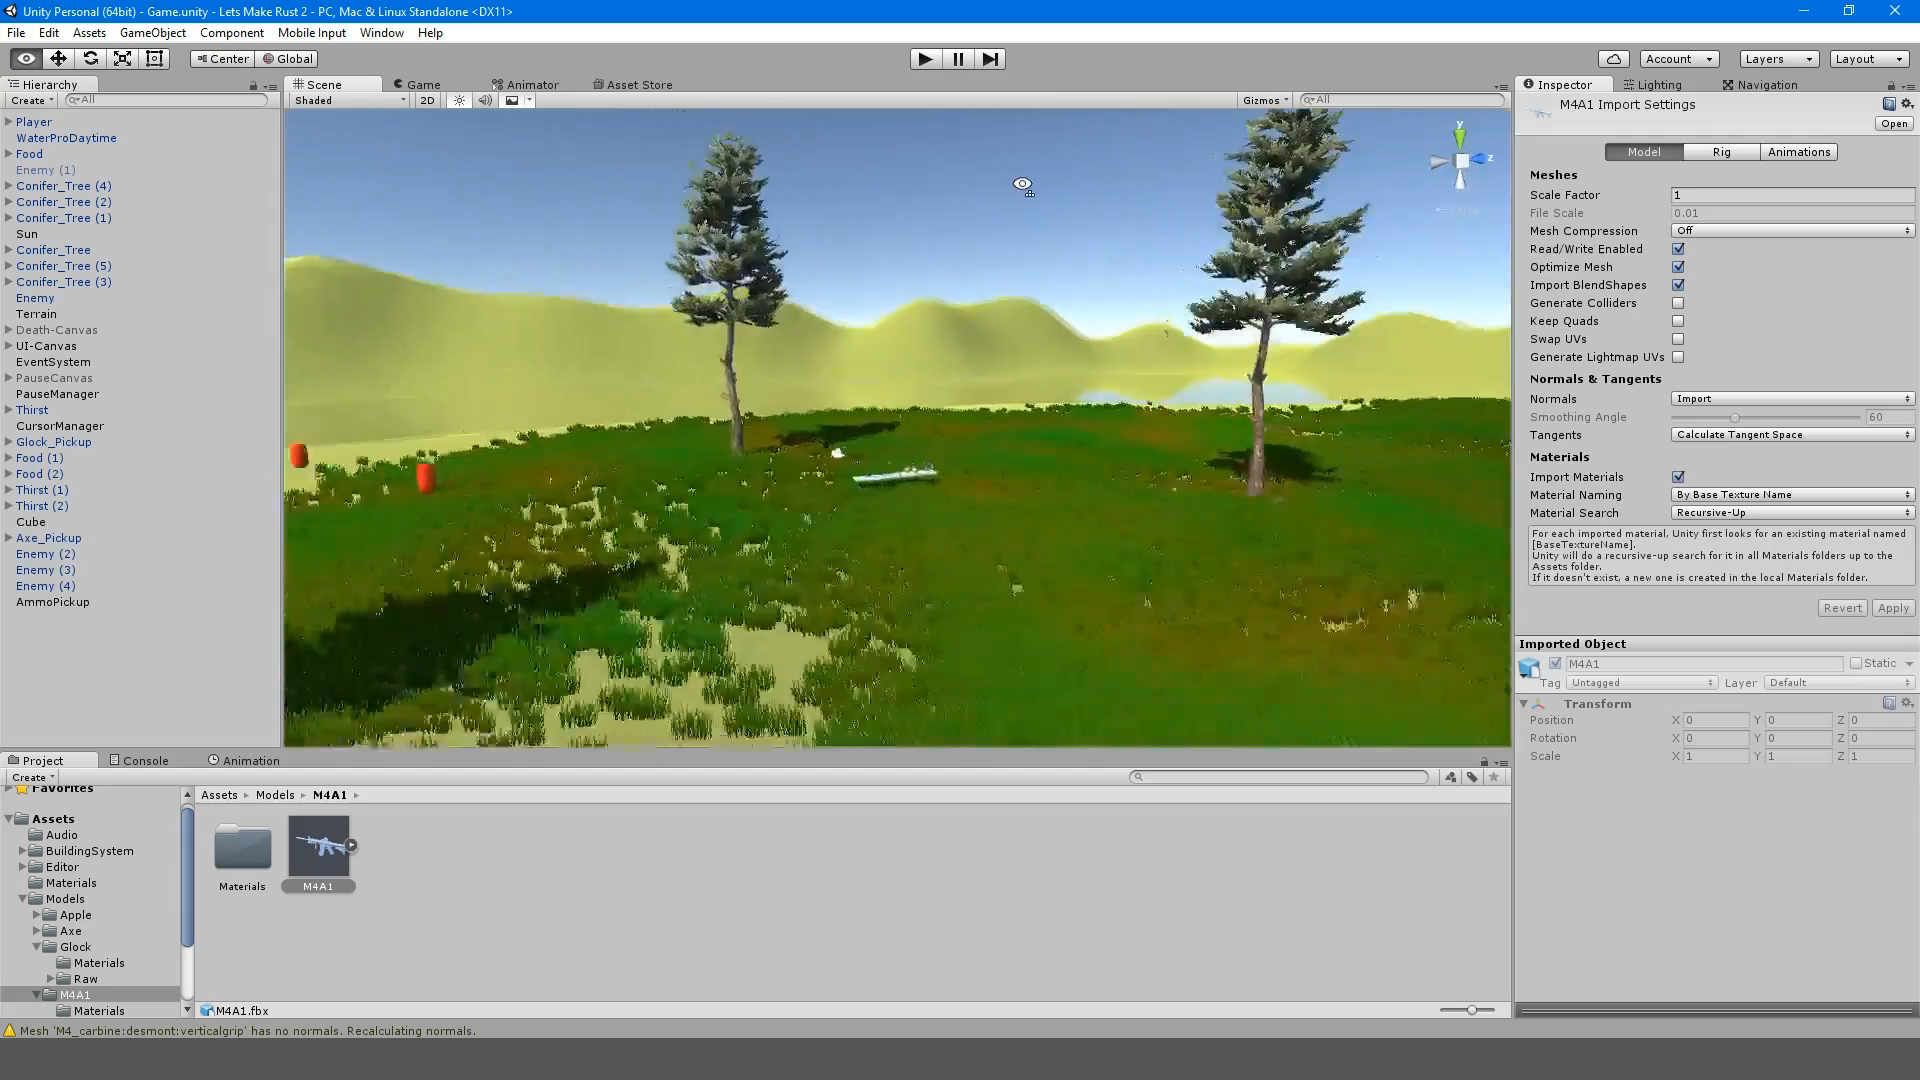 Unity Personal (64bit) - Game.unity - Lets Make Rust 2 - PC, Mac & Linux Standalone <DX11>
File Edit Assets GameObject Component Mobile Input Window Help
Center Global Account Layers Layout
Hierarchy
Create All
Player
WaterProDaytime
Food
Enemy (1)
Conifer_Tree (4)
Conifer_Tree (2)
Conifer_Tree (1)
Sun
Conifer_Tree
Conifer_Tree (5)
Conifer_Tree (3)
Enemy
Terrain
Death-Canvas
UI-Canvas
EventSystem
PauseCanvas
PauseManager
Thirst
CursorManager
Glock_Pickup
Food (1)
Food (2)
Thirst (1)
Thirst (2)
Cube
Axe_Pickup
Enemy (2)
Enemy (3)
Enemy (4)
AmmoPickup
Scene Game Animator Asset Store
Shaded 2D Gizmos All
y
z
Inspector Lighting Navigation
M4A1 Import Settings
Open
Model Rig Animations
Meshes
Scale Factor 1
File Scale 0.01
Mesh Compression Off
Read/Write Enabled
Optimize Mesh
Import BlendShapes
Generate Colliders
Keep Quads
Swap UVs
Generate Lightmap UVs
Normals & Tangents
Normals Import
Smoothing Angle 60
Tangents Calculate Tangent Space
Materials
Import Materials
Material Naming By Base Texture Name
Material Search Recursive-Up
For each imported material, Unity first looks for an existing material named
[BaseTextureName].
Unity will do a recursive-up search for it in all Materials folders up to the
Assets folder.
If it doesn't exist, a new one is created in the local Materials folder.
Revert Apply
Imported Object
M4A1 Static
Tag Untagged Layer Default
Transform
Position X 0 Y 0 Z 0
Rotation X 0 Y 0 Z 0
Scale X 1 Y 1 Z 1
Project Console Animation
Create
Favorites
Assets
Audio
BuildingSystem
Editor
Materials
Models
Apple
Axe
Glock
Materials
Raw
M4A1
Materials
Assets Models M4A1
Materials M4A1
M4A1.fbx
Mesh 'M4_carbine:desmont:verticalgrip' has no normals. Recalculating normals.